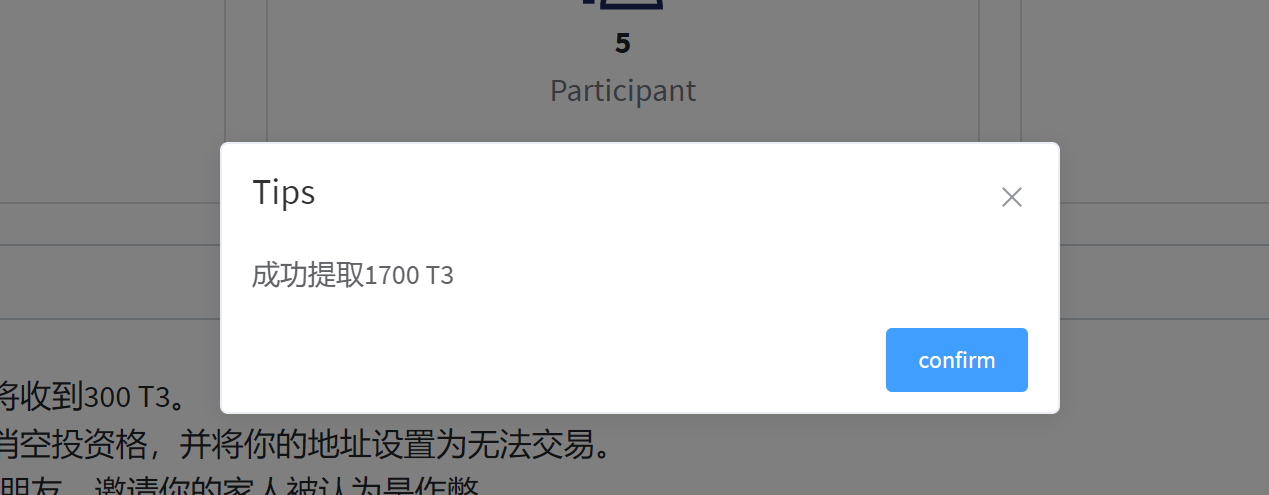 5
Participant
Tips
成功提取1700 T3
confirm
将收到300 T3。
消空投资格，并将你的地址设置为无法交易。
朋友，邀请你的家人被认为是作弊